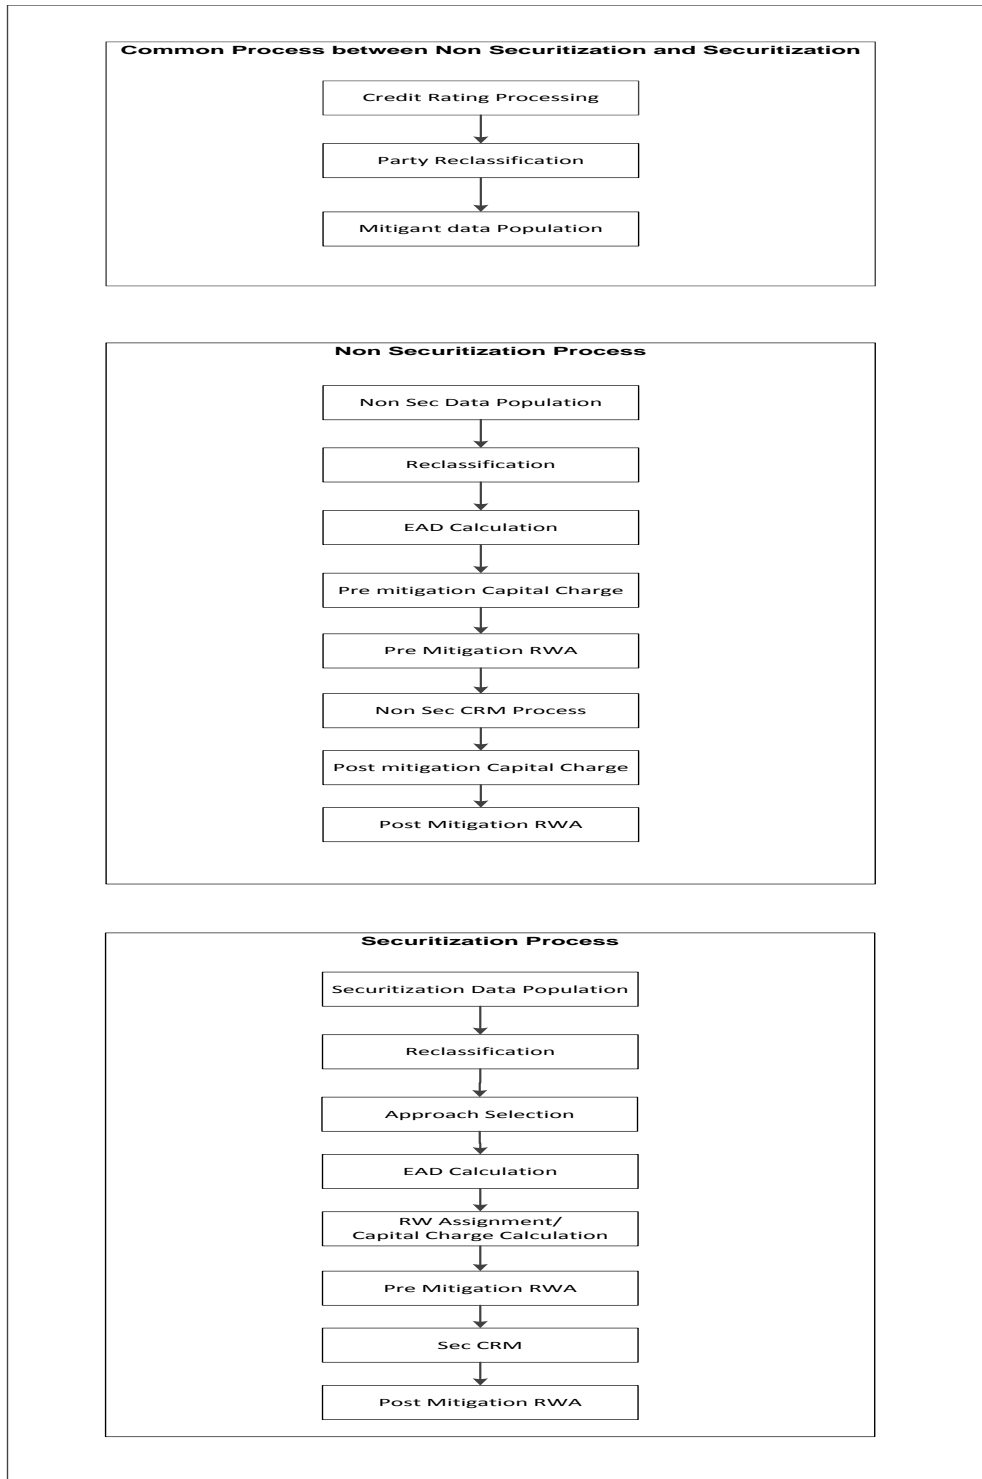 Common Process between Non Securitization and Securitization
Credit Rating Processing
Party Reclassification
Mitigant data Population
Non Securitization Process
Non Sec Data Population
Reclassification
EAD Calculation
Pre mitigation Capital Charge
Pre Mitigation RWA
Non Sec CRM Process
Post mitigation Capital Charge
Post Mitigation RWA
Securitization Process
Securitization Data Population
Reclassification
Approach Selection
EAD Calculation
RW Assignment/
Capital Charge Calculation
Pre Mitigation RWA
Sec CRM
Post Mitigation RWA